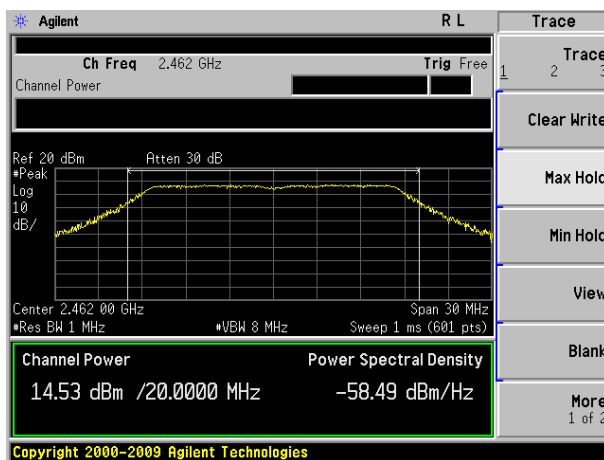 Agilent R L Trace
Ch Freq 2.462 GHz Trig Free
Channel Power
Trace
1 2 3
Clear Write
Max Hold
Min Hold
View
Blank
More
1 of 2
Ref 20 dBm Atten 30 dB
#Peak
Log
10
dB/
Center 2.462 00 GHz Span 30 MHz
#Res BW 1 MHz #VBW 8 MHz Sweep 1 ms (601 pts)
Channel Power Power Spectral Density
14.53 dBm /20.0000 MHz -58.49 dBm/Hz
Copyright 2000-2009 Agilent Technologies